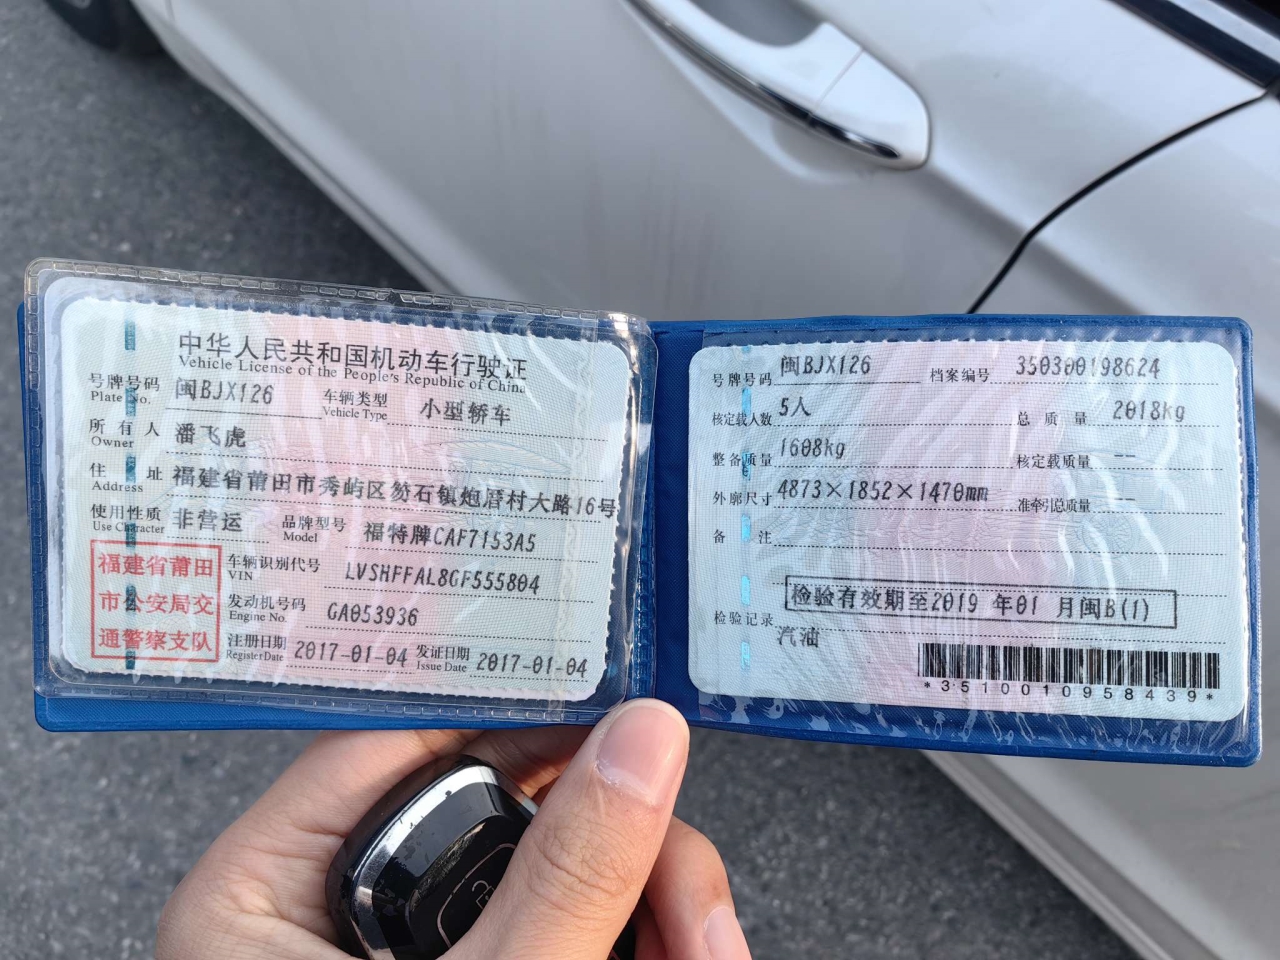 中华人民共和国机动车行驶证
Vehicle License of the People's Republic of China
号牌号码 闽BJX126 车辆类型 小型轿车
Plate No. Vehicle Type
所有人 潘飞虎
Owner
住址 福建省莆田市秀屿区笏石镇炮厝村大路16号
Address
使用性质 非营运 品牌型号 福特牌CAF7153A5
Use Character Model
福建省莆田
市公安局交
通警察支队
车辆识别代号 LVSHFFAL8GF555804
VIN
发动机号码 GA053936
Engine No.
注册日期 2017-01-04 发证日期 2017-01-04
Register Date Issue Date
号牌号码 闽BJX126 档案编号 350300198624
核定载人数 5人 总质量 2018kg
整备质量 1608kg 核定载质量 --
外廓尺寸 4873×1852×1470mm 准牵引总质量 --
备注
检验有效期至2019 年01 月闽B(1)
检验记录
汽油
*3510010958439*